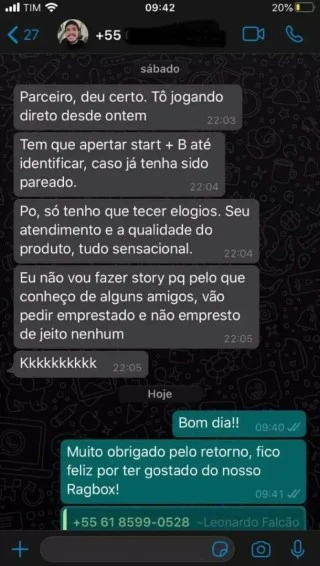 TIM
09:42
20%
27
+55
sábado
Parceiro, deu certo. Tô jogando
direto desde ontem
22:03
Tem que apertar start + B até
identificar, caso já tenha sido
pareado.
22:04
Po, só tenho que tecer elogios. Seu
atendimento e a qualidade do
produto, tudo sensacional.
22:04
Eu não vou fazer story pq pelo que
conheço de alguns amigos, vão
pedir emprestado e não empresto
de jeito nenhum
22:05
Kkkkkkkkkk
22:05
Hoje
Bom dia!!
09:40
Muito obrigado pelo retorno, fico
feliz por ter gostado do nosso
Ragbox!
09:41
+55 61 8599-0528 ~Leonardo Falcão